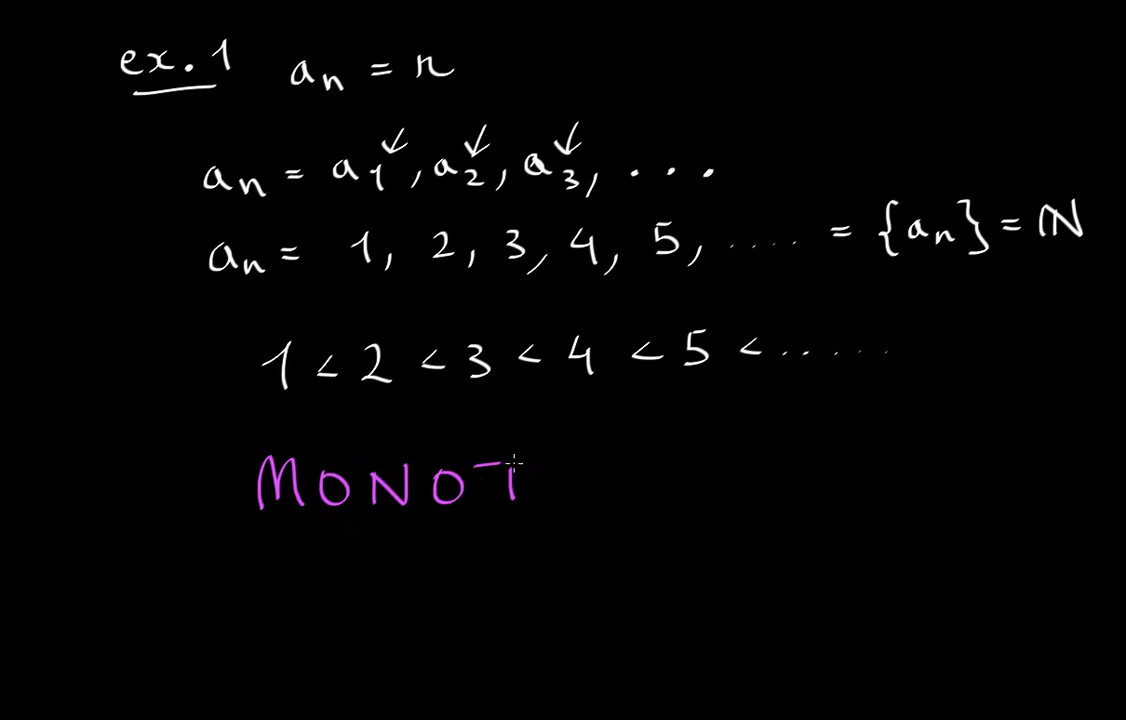 ex. 1 aₙ = n
aₙ = a₁, a₂, a₃, . . .
aₙ = 1, 2, 3, 4, 5, ..... = {aₙ} = ℕ
1 < 2 < 3 < 4 < 5 < ......
MONOT